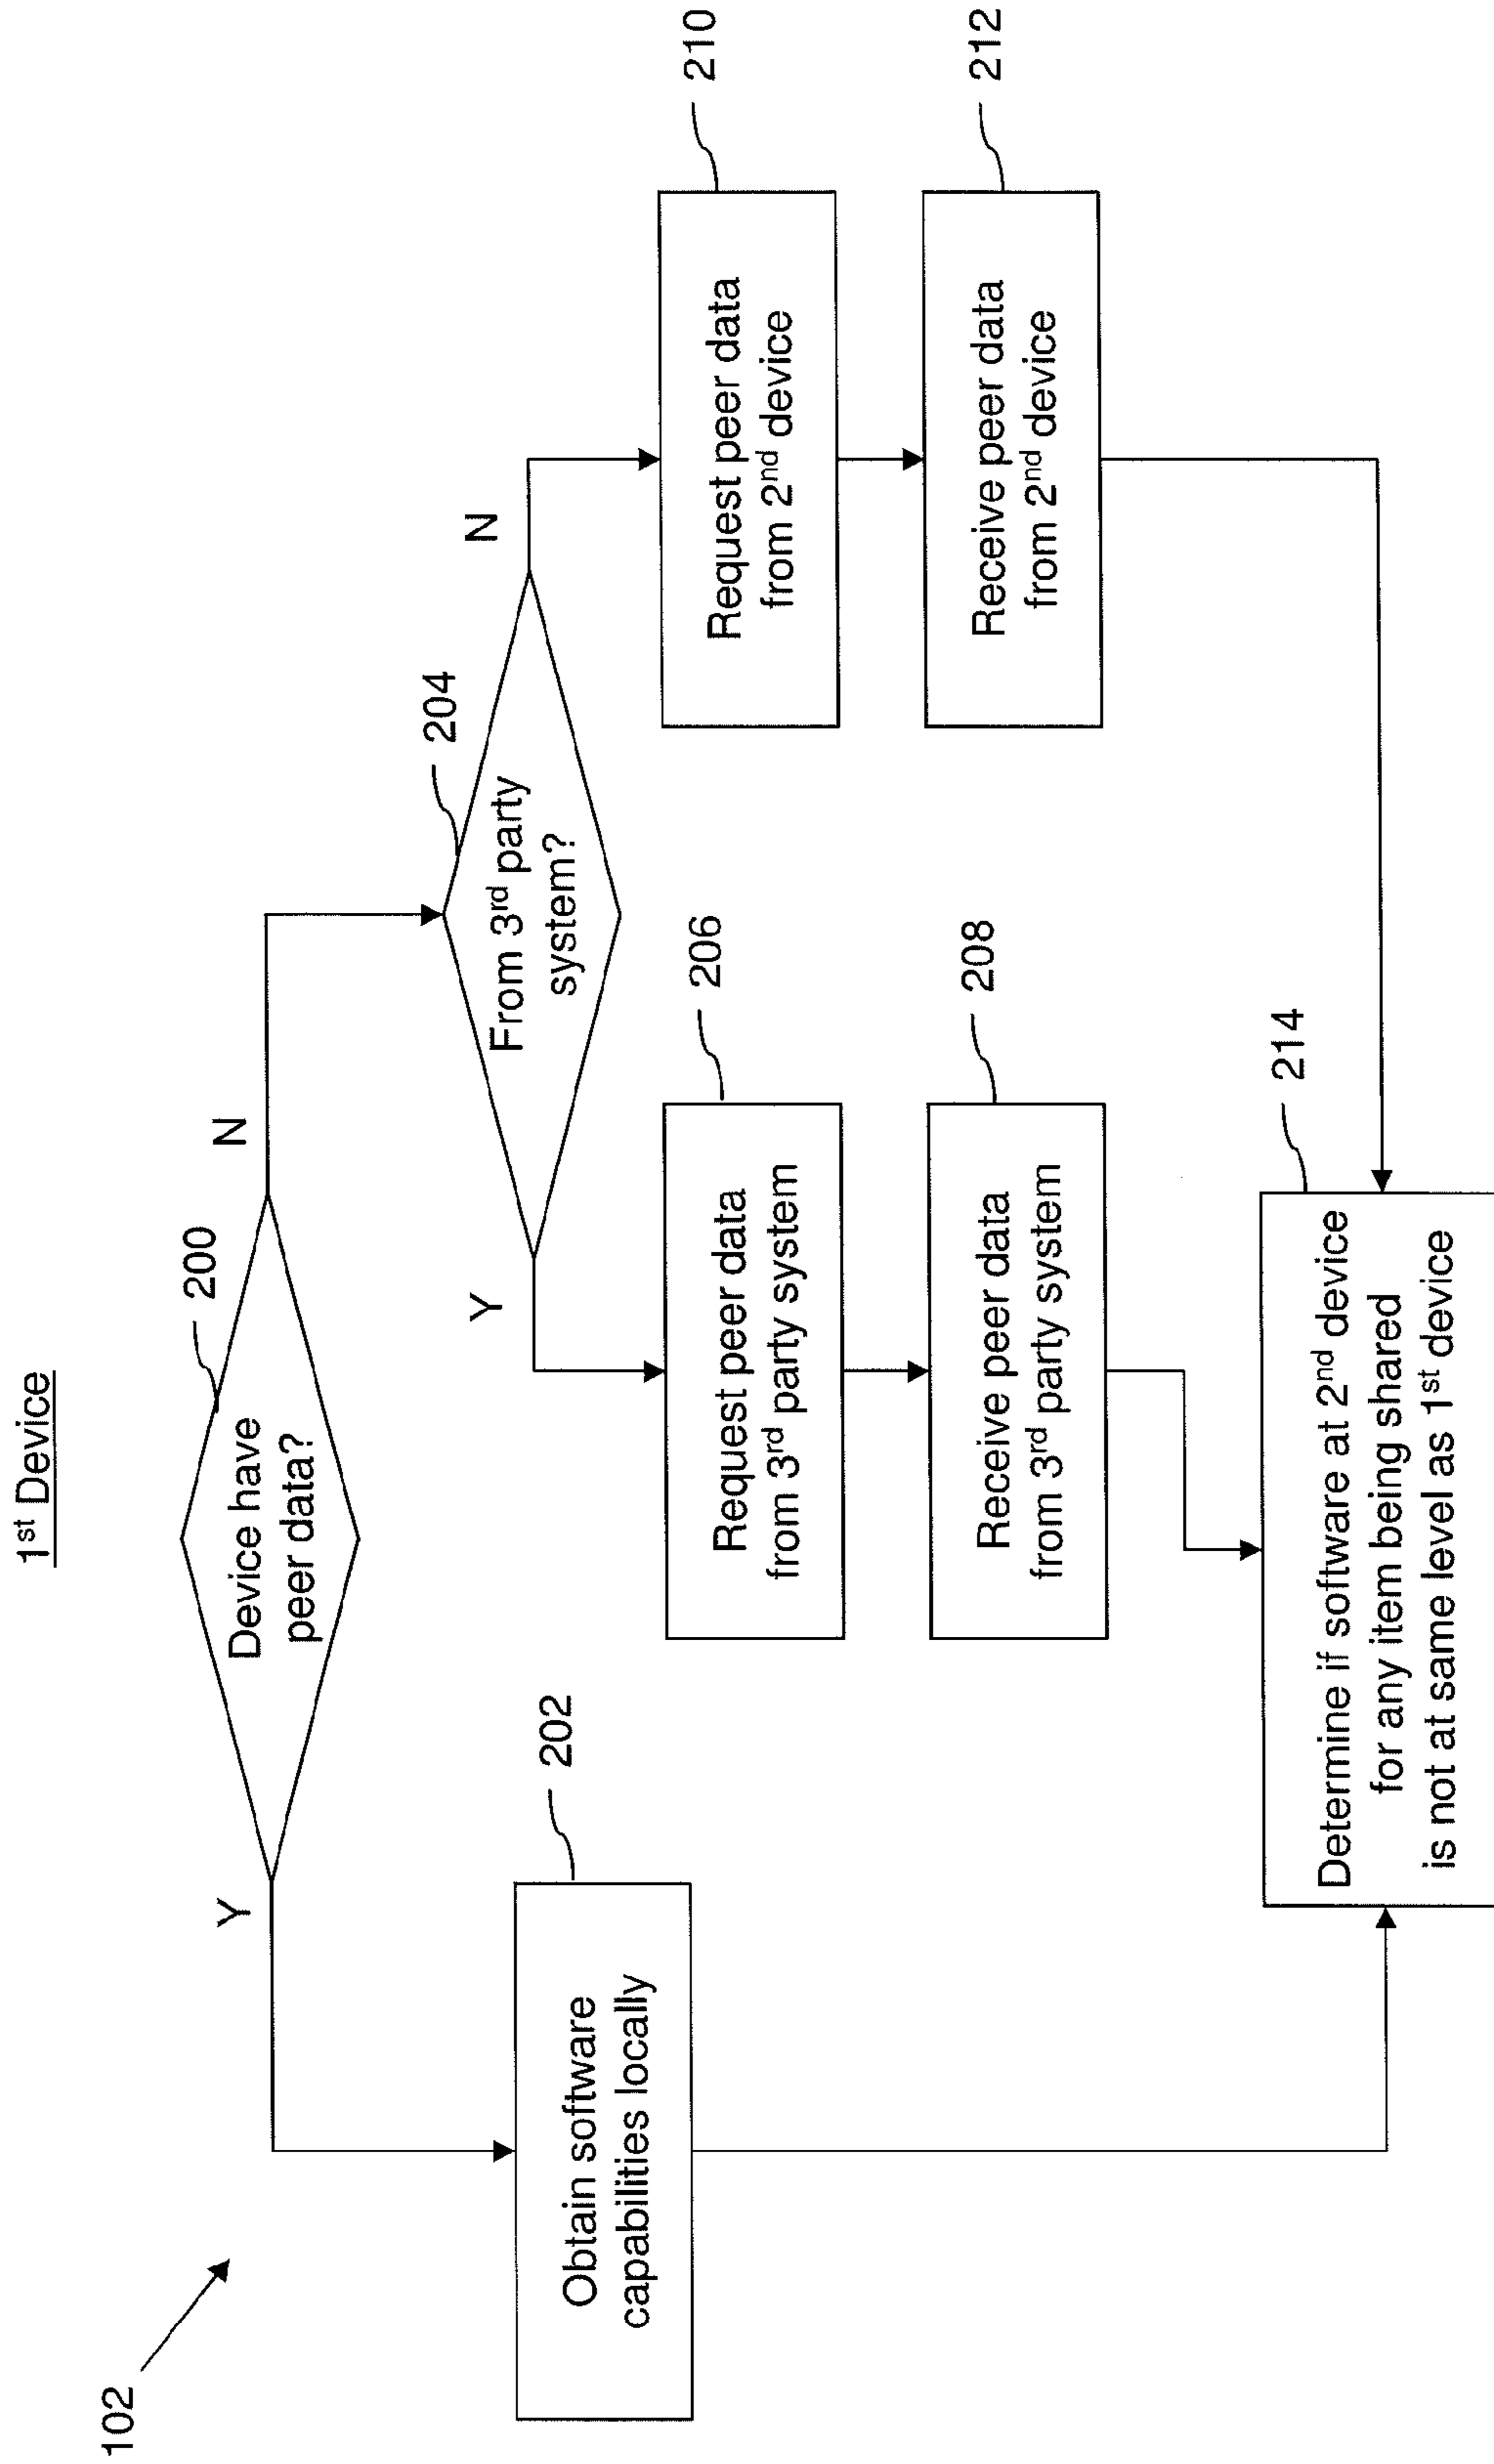 1st Device
102
200
Device have
peer data?
Y
N
204
From 3rd party
system?
Y
N
202
Obtain software
capabilities locally
206
Request peer data
from 3rd party system
210
Request peer data
from 2nd device
208
Receive peer data
from 3rd party system
212
Receive peer data
from 2nd device
214
Determine if software at 2nd device
for any item being shared
is not at same level as 1st device